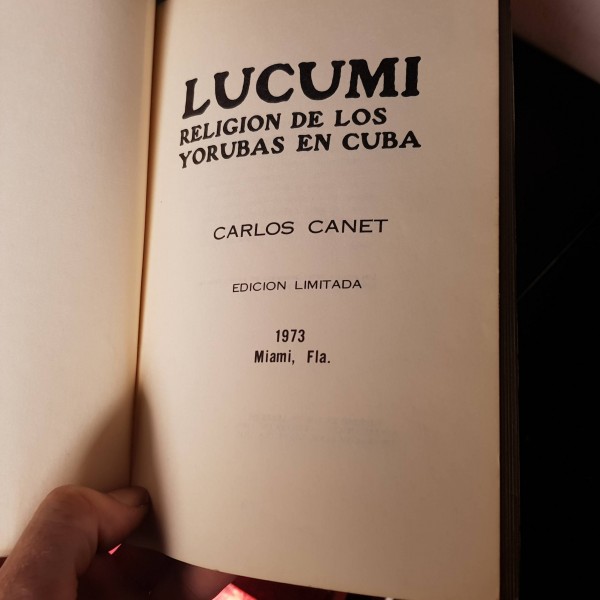 LUCUMI
RELIGION DE LOS
YORUBAS EN CUBA
CARLOS CANET
EDICION LIMITADA
1973
Miami, Fla.